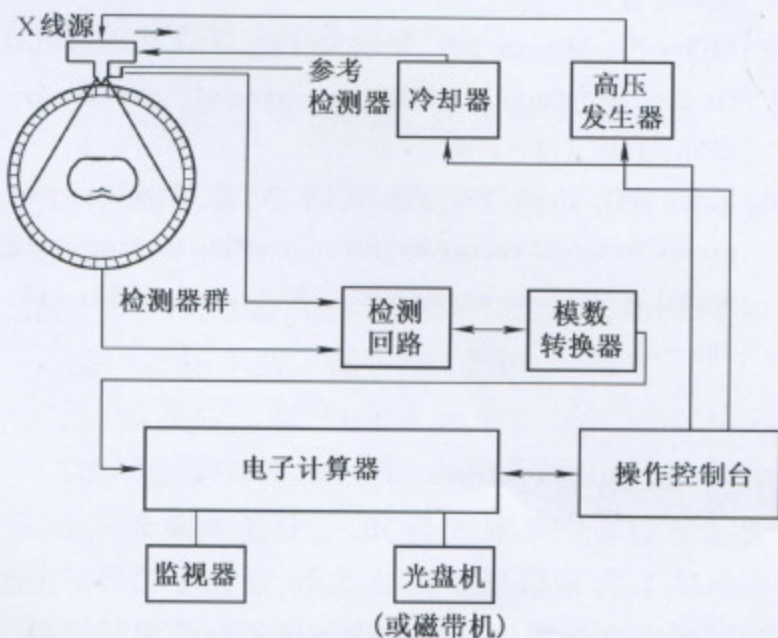 X线源
参考
检测器
冷却器
高压
发生器
检测器群
检测
回路
模数
转换器
电子计算器
操作控制台
监视器
光盘机
(或磁带机)